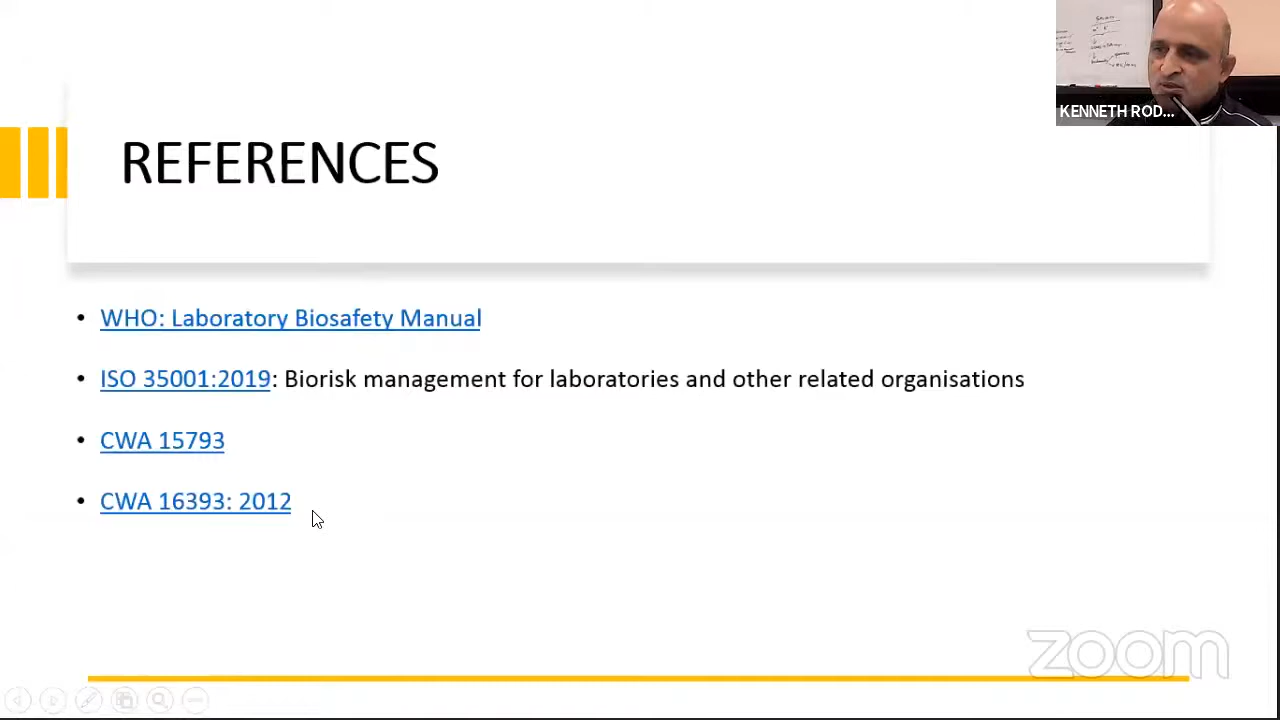 KENNETH ROD...
REFERENCES
• WHO: Laboratory Biosafety Manual
• ISO 35001:2019: Biorisk management for laboratories and other related organisations
• CWA 15793
• CWA 16393: 2012
zoom